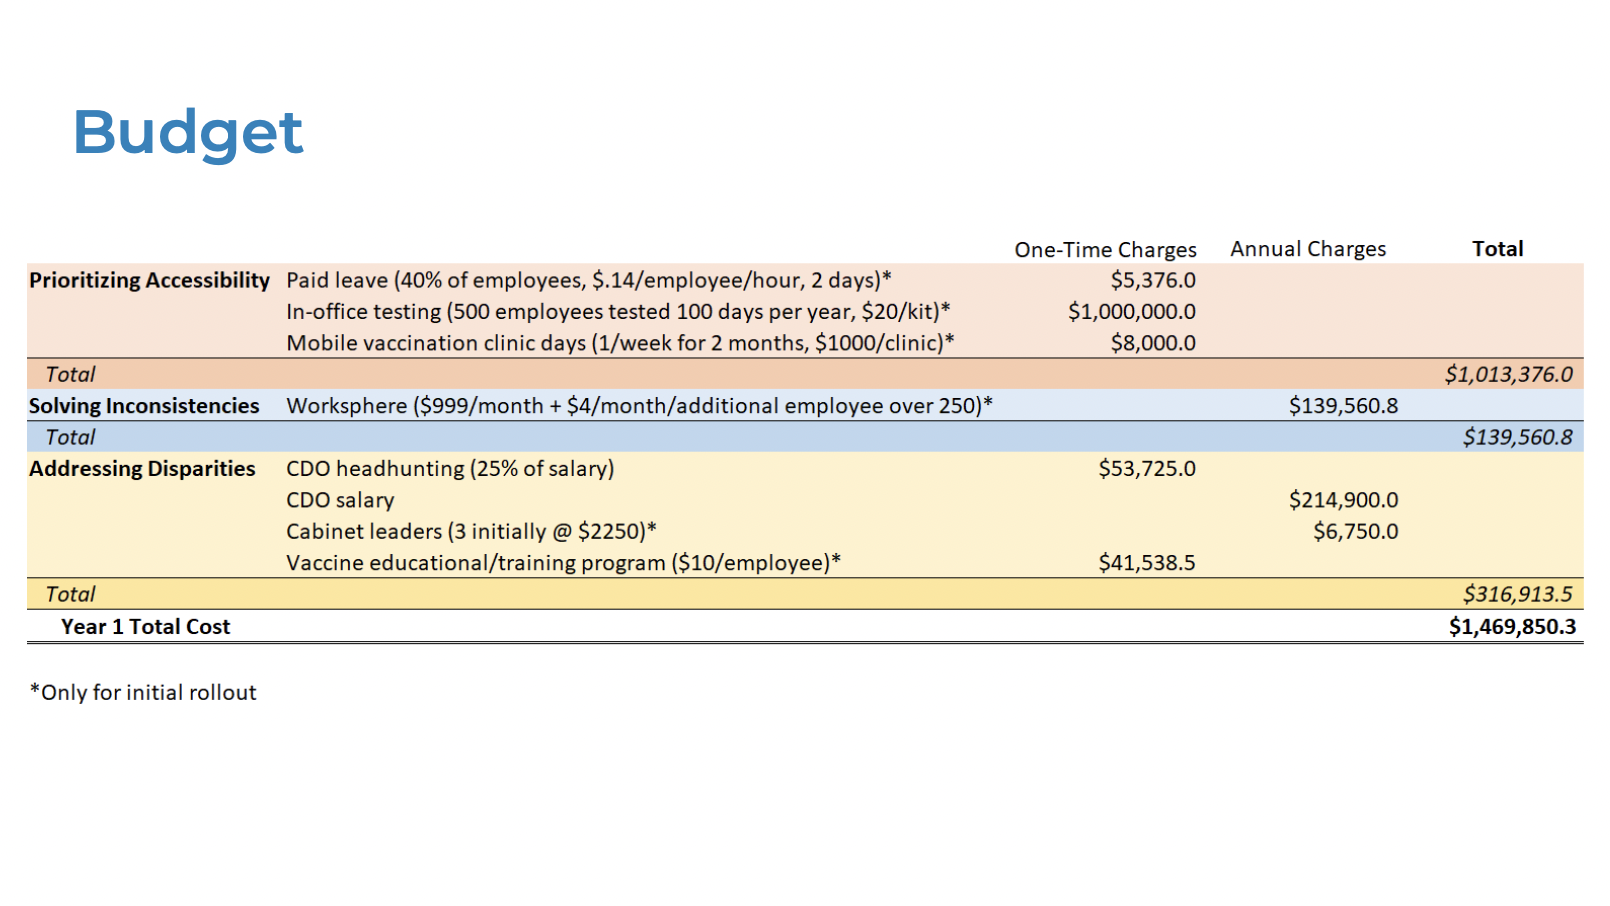 Budget
One-Time Charges Annual Charges Total
Prioritizing Accessibility Paid leave (40% of employees, $.14/employee/hour, 2 days)* $5,376.0
In-office testing (500 employees tested 100 days per year, $20/kit)* $1,000,000.0
Mobile vaccination clinic days (1/week for 2 months, $1000/clinic)* $8,000.0
Total $1,013,376.0
Solving Inconsistencies Worksphere ($999/month + $4/month/additional employee over 250)* $139,560.8
Total $139,560.8
Addressing Disparities CDO headhunting (25% of salary) $53,725.0
CDO salary $214,900.0
Cabinet leaders (3 initially @ $2250)* $6,750.0
Vaccine educational/training program ($10/employee)* $41,538.5
Total $316,913.5
Year 1 Total Cost $1,469,850.3
*Only for initial rollout